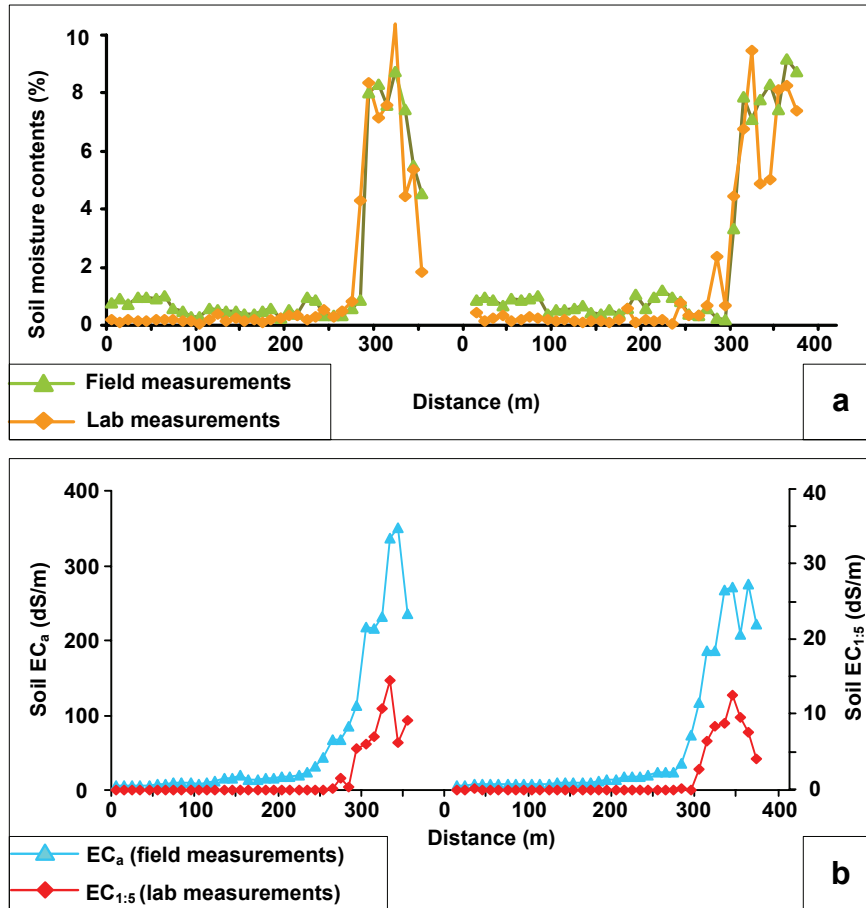 10
8
6
4
2
0
Soil moisture contents (%)
0 300 0 100 200 300 400
Distance (m)
Field measurements
Lab measurements
a
400
300
200
100
0
Soil ECa (dS/m)
40
30
20
10
0
Soil EC1:5 (dS/m)
0 100 200 300 0 100 200 300 400
Distance (m)
ECa (field measurements)
EC1:5 (lab measurements)
b